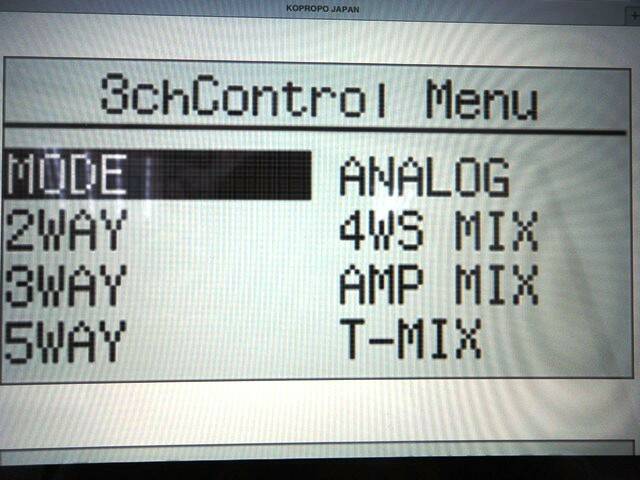 KOPROPO JAPAN
3chControl Menu
MODE ANALOG
2WAY 4WS MIX
3WAY AMP MIX
5WAY T-MIX